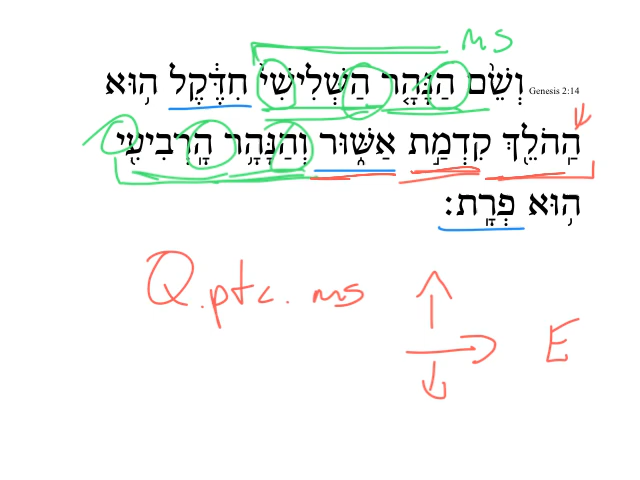 ms
וְשֵׁ֨ם הַנָּהָ֤ר הַשְּׁלִישִׁי֙ חִדֶּ֔קֶל ה֥וּא Genesis 2:14
הַֽהֹלֵ֖ךְ קִדְמַ֣ת אַשּׁ֑וּר וְהַנָּהָ֥ר הָֽרְבִיעִ֖י
ה֥וּא פְרָֽת׃
Q.ptc. ms
E